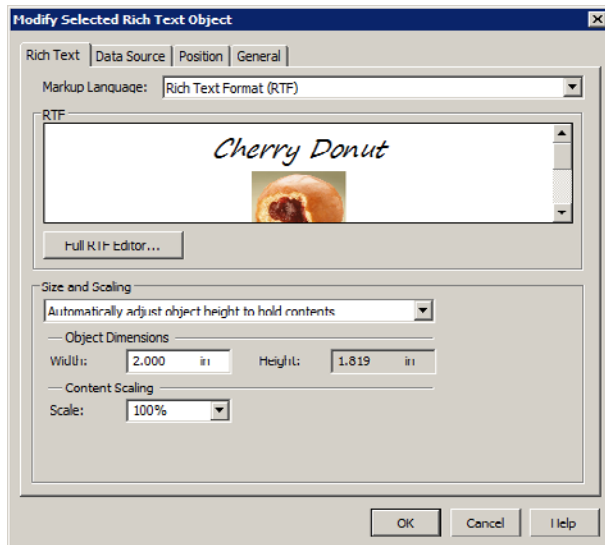 Modify Selected Rich Text Object
Rich Text Data Source Position General
Markup Language: Rich Text Format (RTF)
RTF
Cherry Donut
Full RTF Editor...
Size and Scaling
Automatically adjust object height to hold contents
Object Dimensions
Width: 2.000 in Height: 1.819 in
Content Scaling
Scale: 100%
OK Cancel Help